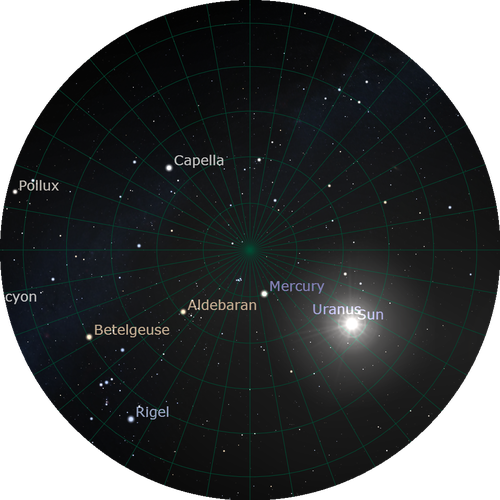 Capella
Pollux
Mercury
cyon
Aldebaran
Uranus
Sun
Betelgeuse
Rigel